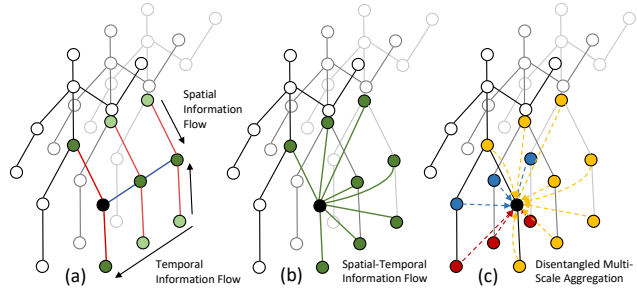 Spatial
Information
Flow
(a)
Temporal
Information Flow
(b)
Spatial-Temporal
Information Flow
(c)
Disentangled Multi-
Scale Aggregation